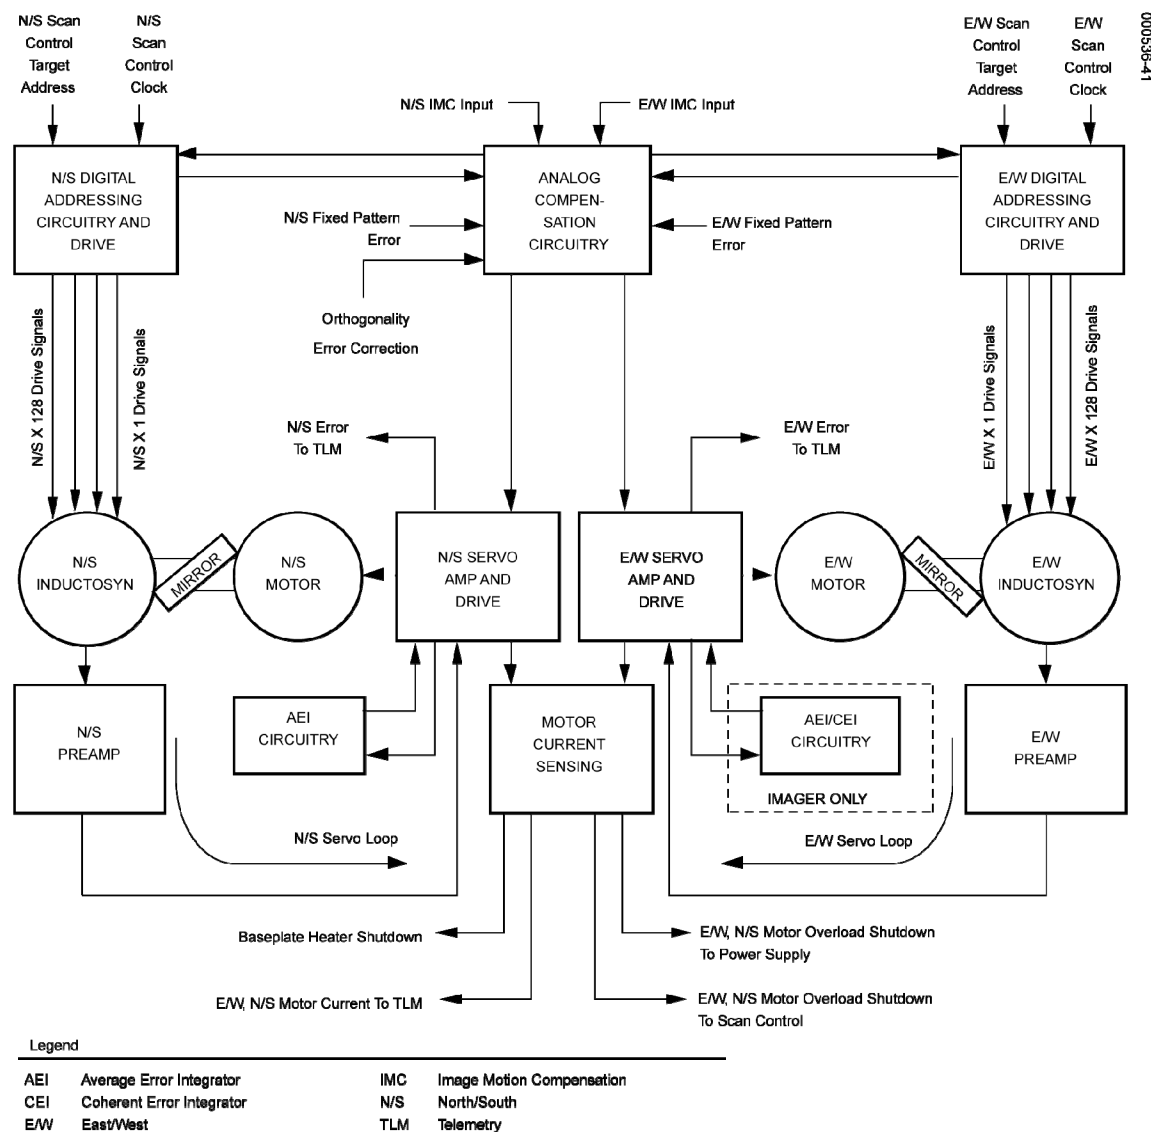 N/S Scan
Control
Target
Address
N/S
Scan
Control
Clock
E/W Scan
Control
Target
Address
E/W
Scan
Control
Clock
000536-41
N/S IMC Input
E/W IMC Input
N/S DIGITAL
ADDRESSING
CIRCUITRY AND
DRIVE
ANALOG
COMPEN-
SATION
CIRCUITRY
E/W DIGITAL
ADDRESSING
CIRCUITRY AND
DRIVE
N/S Fixed Pattern
Error
E/W Fixed Pattern
Error
Orthogonality
Error Correction
N/S X 128 Drive Signals
N/S X 1 Drive Signals
E/W X 1 Drive Signals
E/W X 128 Drive Signals
N/S Error
To TLM
E/W Error
To TLM
N/S
INDUCTOSYN
MIRROR
N/S
MOTOR
N/S SERVO
AMP AND
DRIVE
E/W SERVO
AMP AND
DRIVE
E/W
MOTOR
MIRROR
E/W
INDUCTOSYN
N/S
PREAMP
AEI
CIRCUITRY
MOTOR
CURRENT
SENSING
AEI/CEI
CIRCUITRY
IMAGER ONLY
E/W
PREAMP
N/S Servo Loop
E/W Servo Loop
Baseplate Heater Shutdown
E/W, N/S Motor Overload Shutdown
To Power Supply
E/W, N/S Motor Current To TLM
E/W, N/S Motor Overload Shutdown
To Scan Control
Legend
AEI Average Error Integrator
CEI Coherent Error Integrator
E/W East/West
IMC Image Motion Compensation
N/S North/South
TLM Telemetry